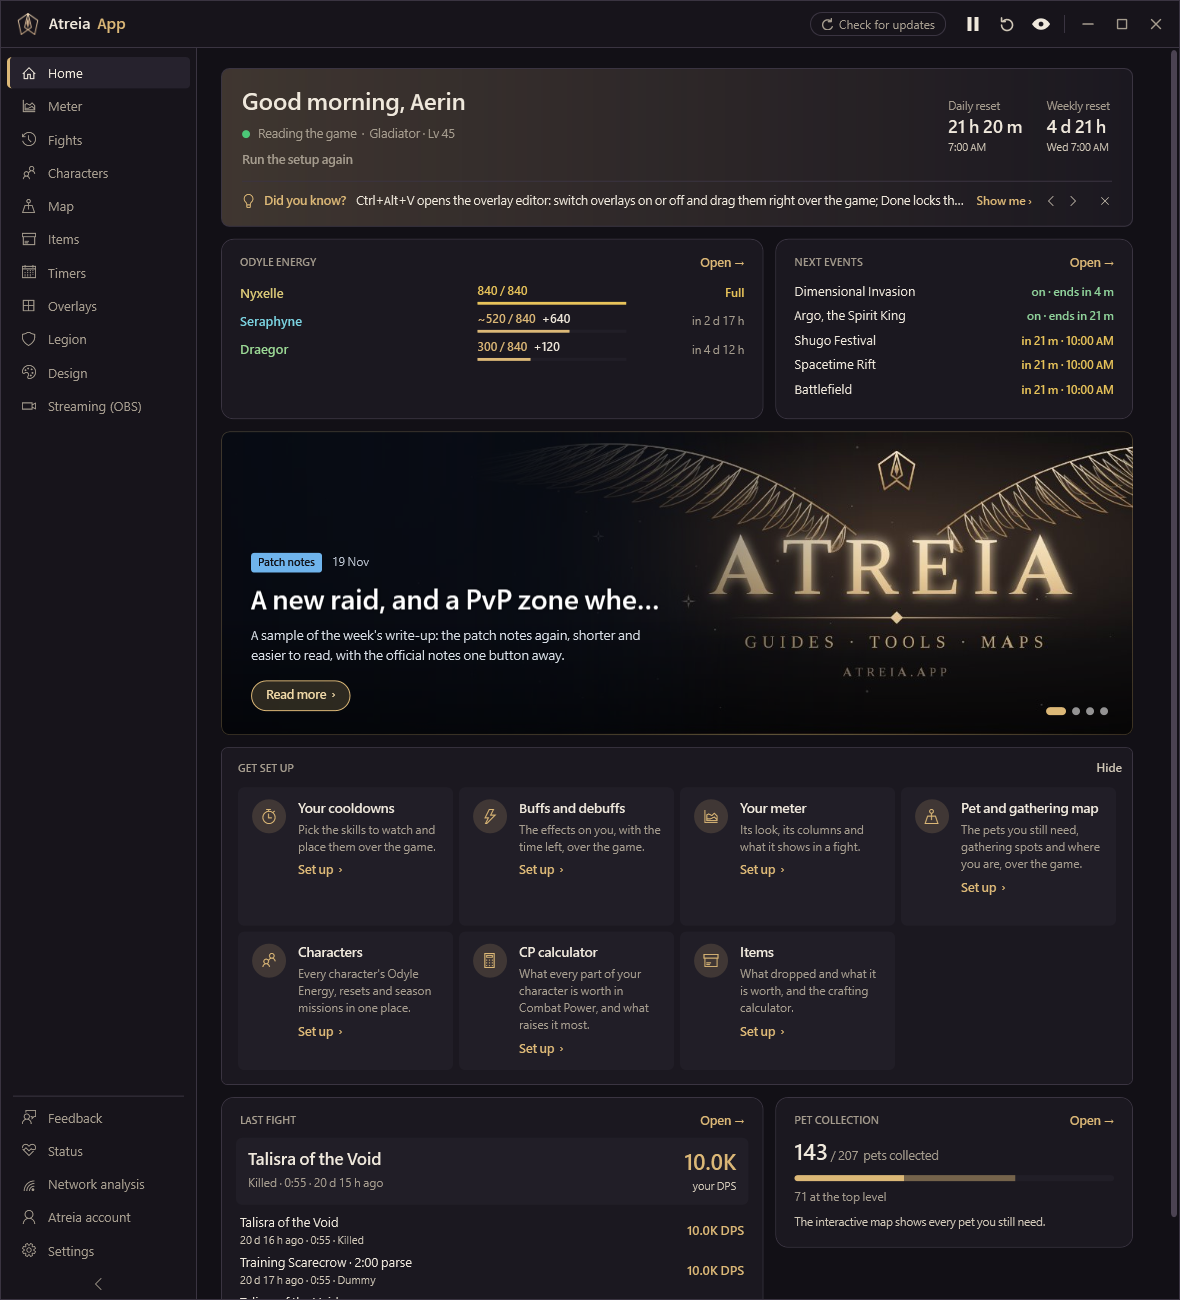 Atreia App
Check for updates
Home
Meter
Fights
Characters
Map
Items
Timers
Overlays
Legion
Design
Streaming (OBS)
Feedback
Status
Network analysis
Atreia account
Settings
Good morning, Aerin
Reading the game · Gladiator · Lv 45
Run the setup again
Daily reset
21 h 20 m
7:00 AM
Weekly reset
4 d 21 h
Wed 7:00 AM
Did you know? Ctrl+Alt+V opens the overlay editor: switch overlays on or off and drag them right over the game; Done locks th... Show me ›
ODYLE ENERGY
Open →
Nyxelle 840 / 840 Full
Seraphyne ~520 / 840 +640 in 2 d 17 h
Draegor 300 / 840 +120 in 4 d 12 h
NEXT EVENTS
Open →
Dimensional Invasion on · ends in 4 m
Argo, the Spirit King on · ends in 21 m
Shugo Festival in 21 m · 10:00 AM
Spacetime Rift in 21 m · 10:00 AM
Battlefield in 21 m · 10:00 AM
Patch notes 19 Nov
A new raid, and a PvP zone whe...
A sample of the week's write-up: the patch notes again, shorter and
easier to read, with the official notes one button away.
Read more ›
ATREIA
GUIDES · TOOLS · MAPS
ATREIA.APP
GET SET UP
Hide
Your cooldowns
Pick the skills to watch and
place them over the game.
Set up ›
Buffs and debuffs
The effects on you, with the
time left, over the game.
Set up ›
Your meter
Its look, its columns and
what it shows in a fight.
Set up ›
Pet and gathering map
The pets you still need,
gathering spots and where
you are, over the game.
Set up ›
Characters
Every character's Odyle
Energy, resets and season
missions in one place.
Set up ›
CP calculator
What every part of your
character is worth in
Combat Power, and what
raises it most.
Set up ›
Items
What dropped and what it
is worth, and the crafting
calculator.
Set up ›
LAST FIGHT
Open →
Talisra of the Void
Killed · 0:55 · 20 d 15 h ago
10.0K
your DPS
Talisra of the Void
20 d 16 h ago · 0:55 · Killed
10.0K DPS
Training Scarecrow · 2:00 parse
20 d 17 h ago · 0:55 · Dummy
10.0K DPS
PET COLLECTION
Open →
143 / 207 pets collected
71 at the top level
The interactive map shows every pet you still need.